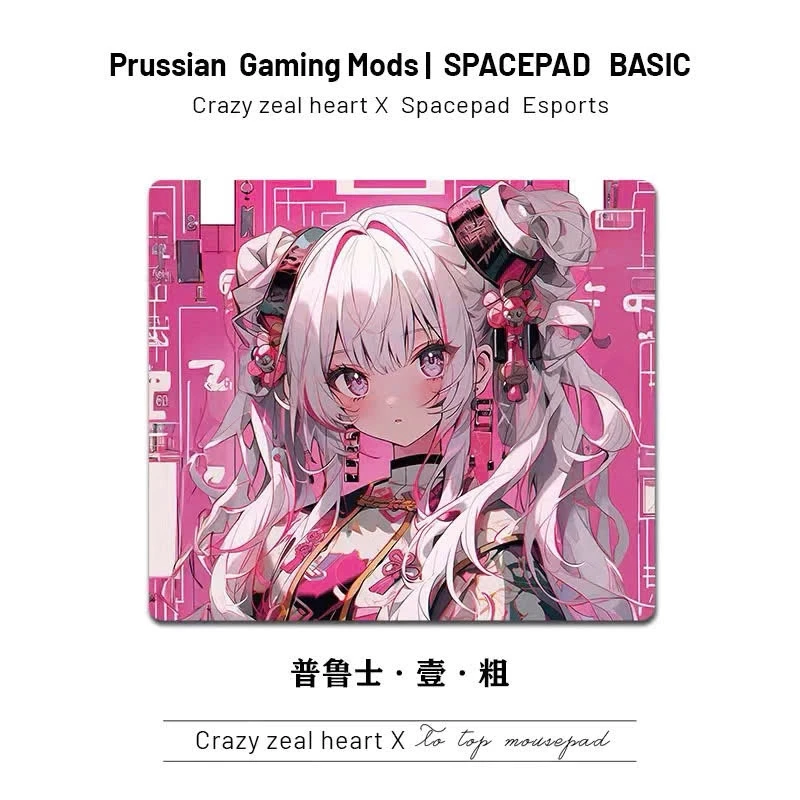 Prussian Gaming Mods | SPACEPAD BASIC
Crazy zeal heart X Spacepad Esports
普鲁士 · 壹 · 粗
Crazy zeal heart X To top mousepad